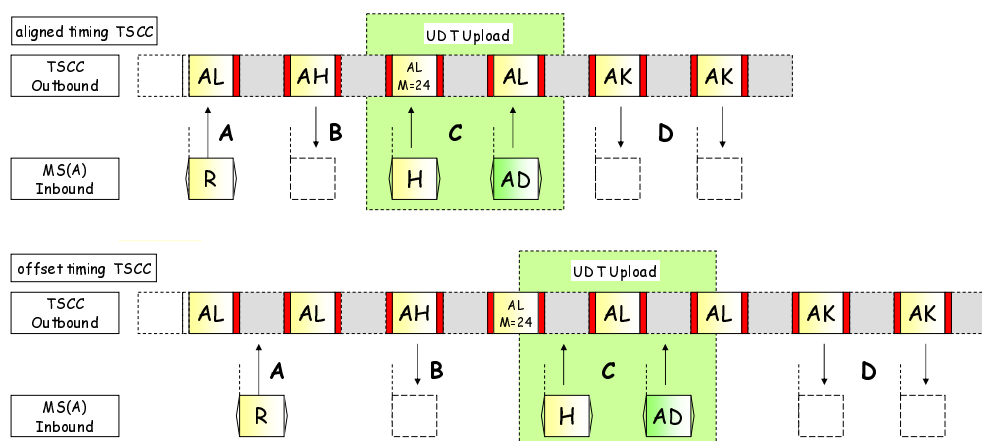 aligned timing TSCC
UDT Upload
TSCC
Outbound
AL
AH
AL
M=24
AL
AK
AK
A
B
C
D
MS(A)
Inbound
R
H
AD
offset timing TSCC
UDT Upload
TSCC
Outbound
AL
AL
AH
AL
M=24
AL
AL
AK
AK
A
B
C
D
MS(A)
Inbound
R
H
AD